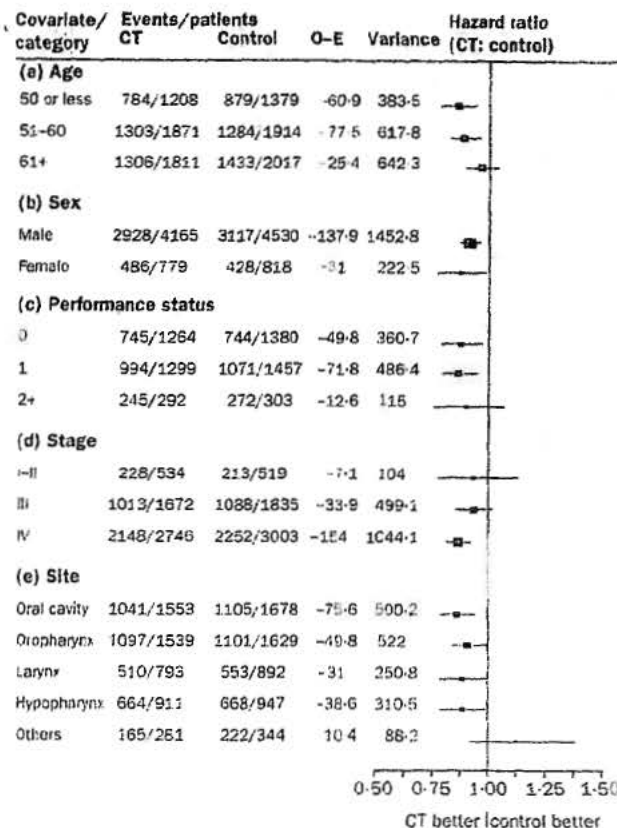 Covariate/ Events/patients Hazard ratio
category CT Control O-E Variance (CT: control)
(a) Age
50 or less 784/1208 879/1379 -60·9 383·5
51-60 1303/1871 1284/1914 -77·5 617·8
61+ 1306/1811 1433/2017 -25·4 642·3
(b) Sex
Male 2928/4165 3117/4530 -137·9 1452·8
Female 486/779 428/818 -31 222·5
(c) Performance status
0 745/1264 744/1380 -49·8 360·7
1 994/1299 1071/1457 -71·8 486·4
2+ 245/292 272/303 -12·6 115
(d) Stage
I-II 228/534 213/519 -7·1 104
III 1013/1672 1088/1835 -33·9 499·1
IV 2148/2746 2252/3003 -154 1044·1
(e) Site
Oral cavity 1041/1553 1105/1678 -75·6 500·2
Oropharynx 1097/1539 1101/1629 -49·8 522
Larynx 510/793 553/892 -31 250·8
Hypopharynx 664/911 668/947 -38·6 310·5
Others 165/261 222/344 10·4 88·2
0·50 0·75 1·00 1·25 1·50
CT better control better